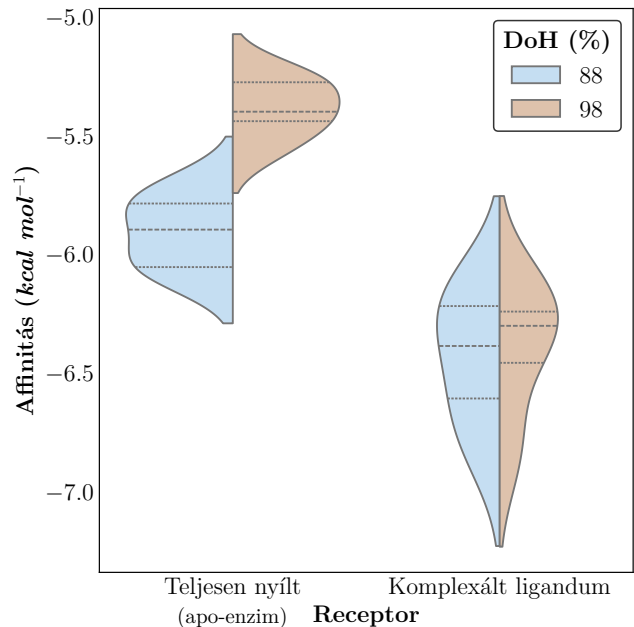 −5.0
−5.5
−6.0
−6.5
−7.0
Affinitás (kcal mol⁻¹)
DoH (%)
88
98
Teljesen nyílt
(apo-enzim)
Komplexált ligandum
Receptor